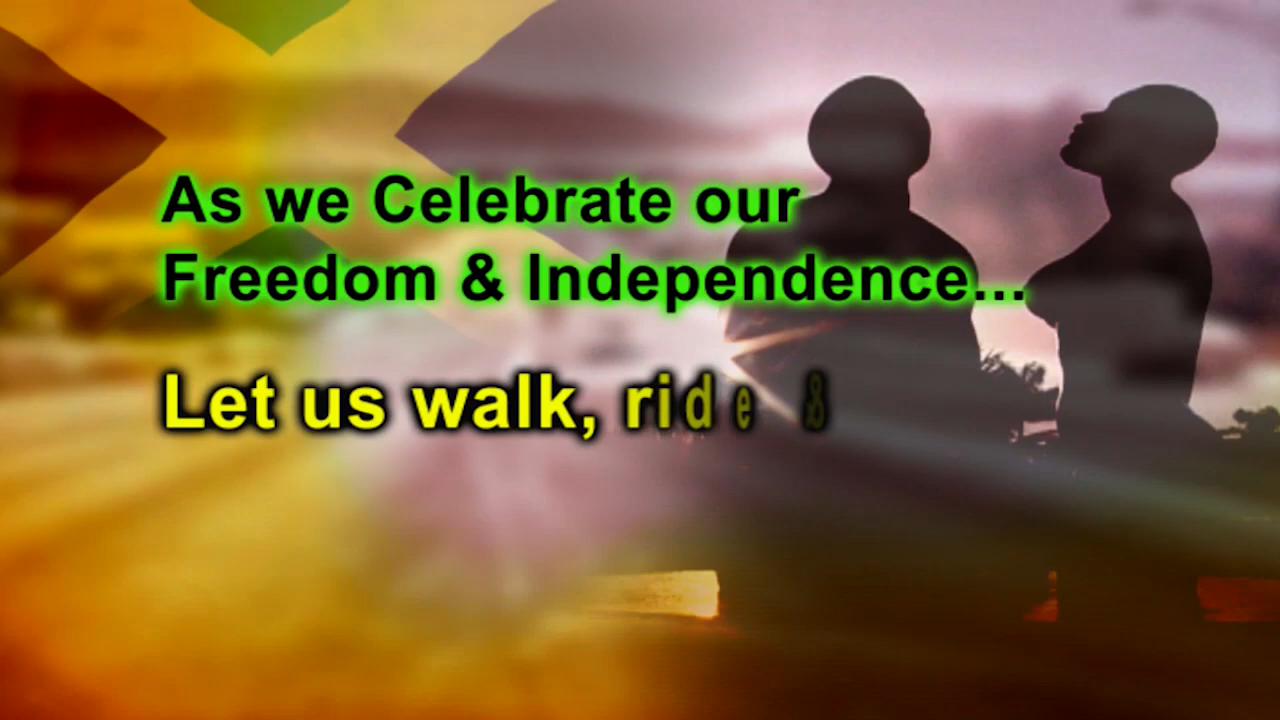 As we Celebrate our
Freedom & Independence...
Let us walk, ride &